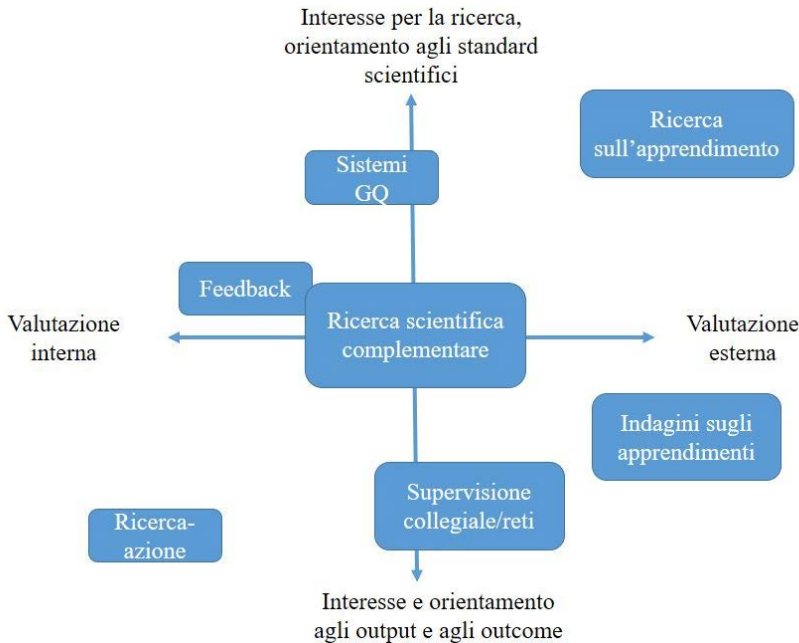 Interesse per la ricerca,
orientamento agli standard
scientifici
Ricerca
sull'apprendimento
Sistemi
GQ
Feedback
Ricerca scientifica
complementare
Valutazione
interna
Valutazione
esterna
Indagini sugli
apprendimenti
Supervisione
collegiale/reti
Ricerca-
azione
Interesse e orientamento
agli output e agli outcome